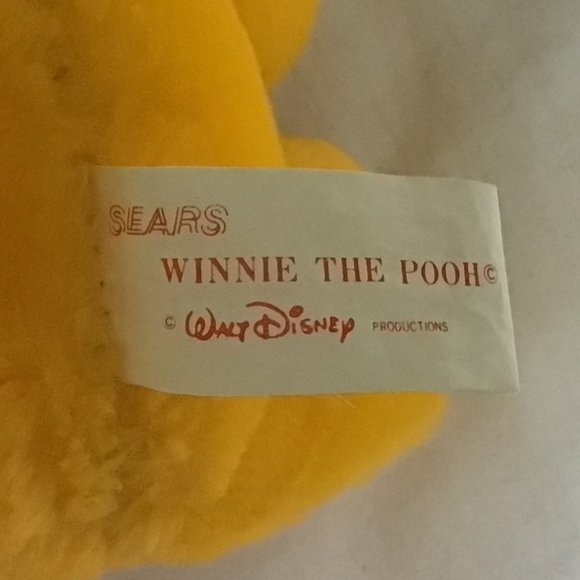 SEARS
WINNIE THE POOH©
© WALT DISNEY PRODUCTIONS